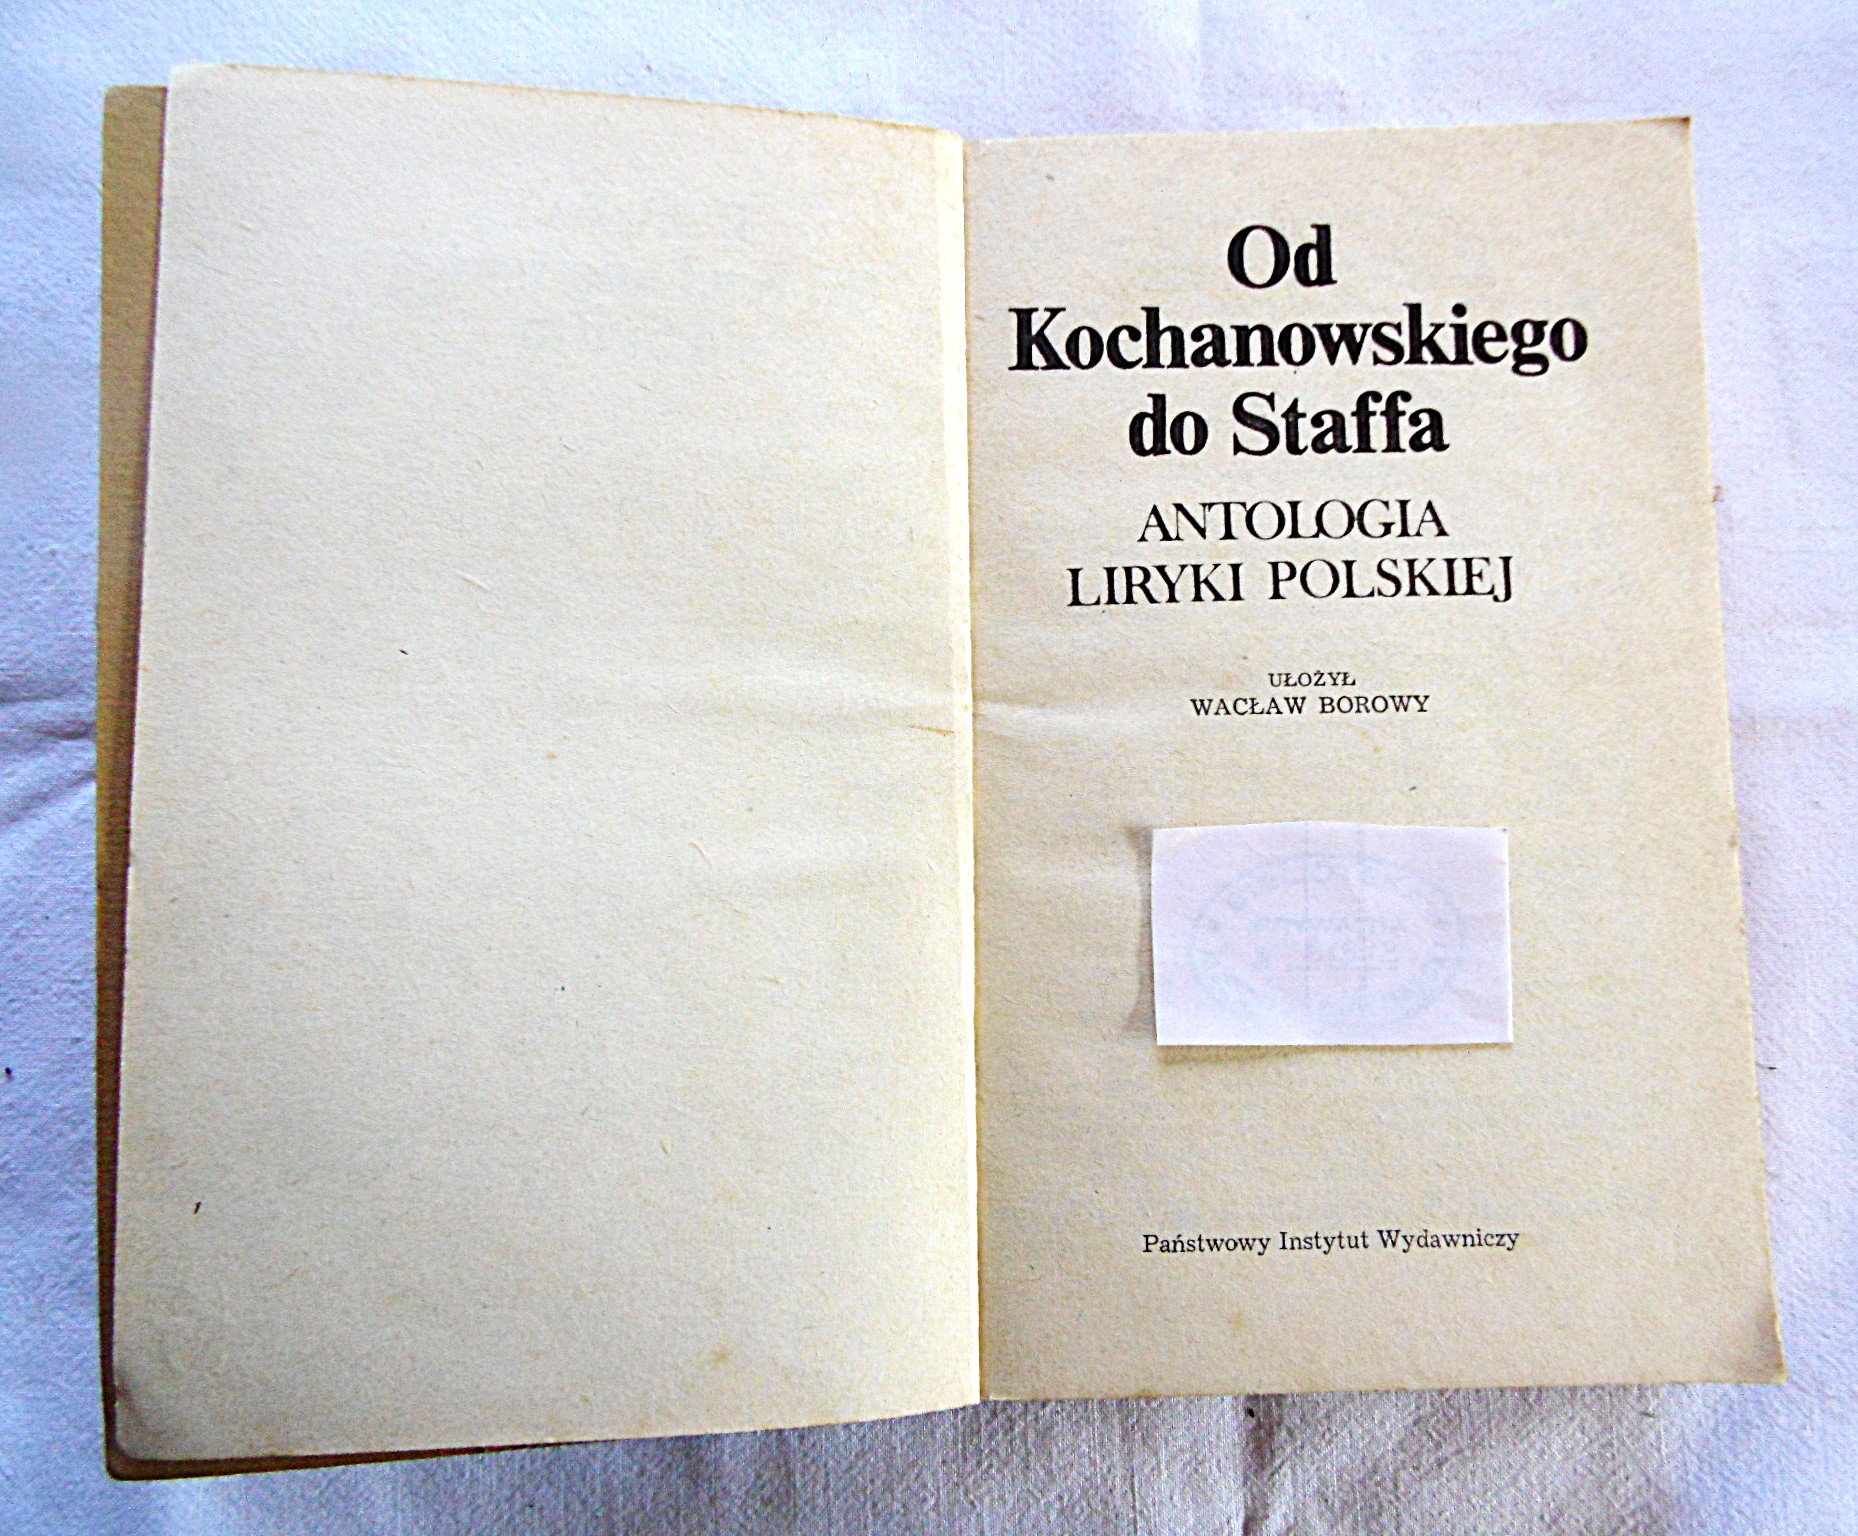 Od
Kochanowskiego
do Staffa
ANTOLOGIA
LIRYKI POLSKIEJ
UŁOŻYŁ
WACŁAW BOROWY
Państwowy Instytut Wydawniczy